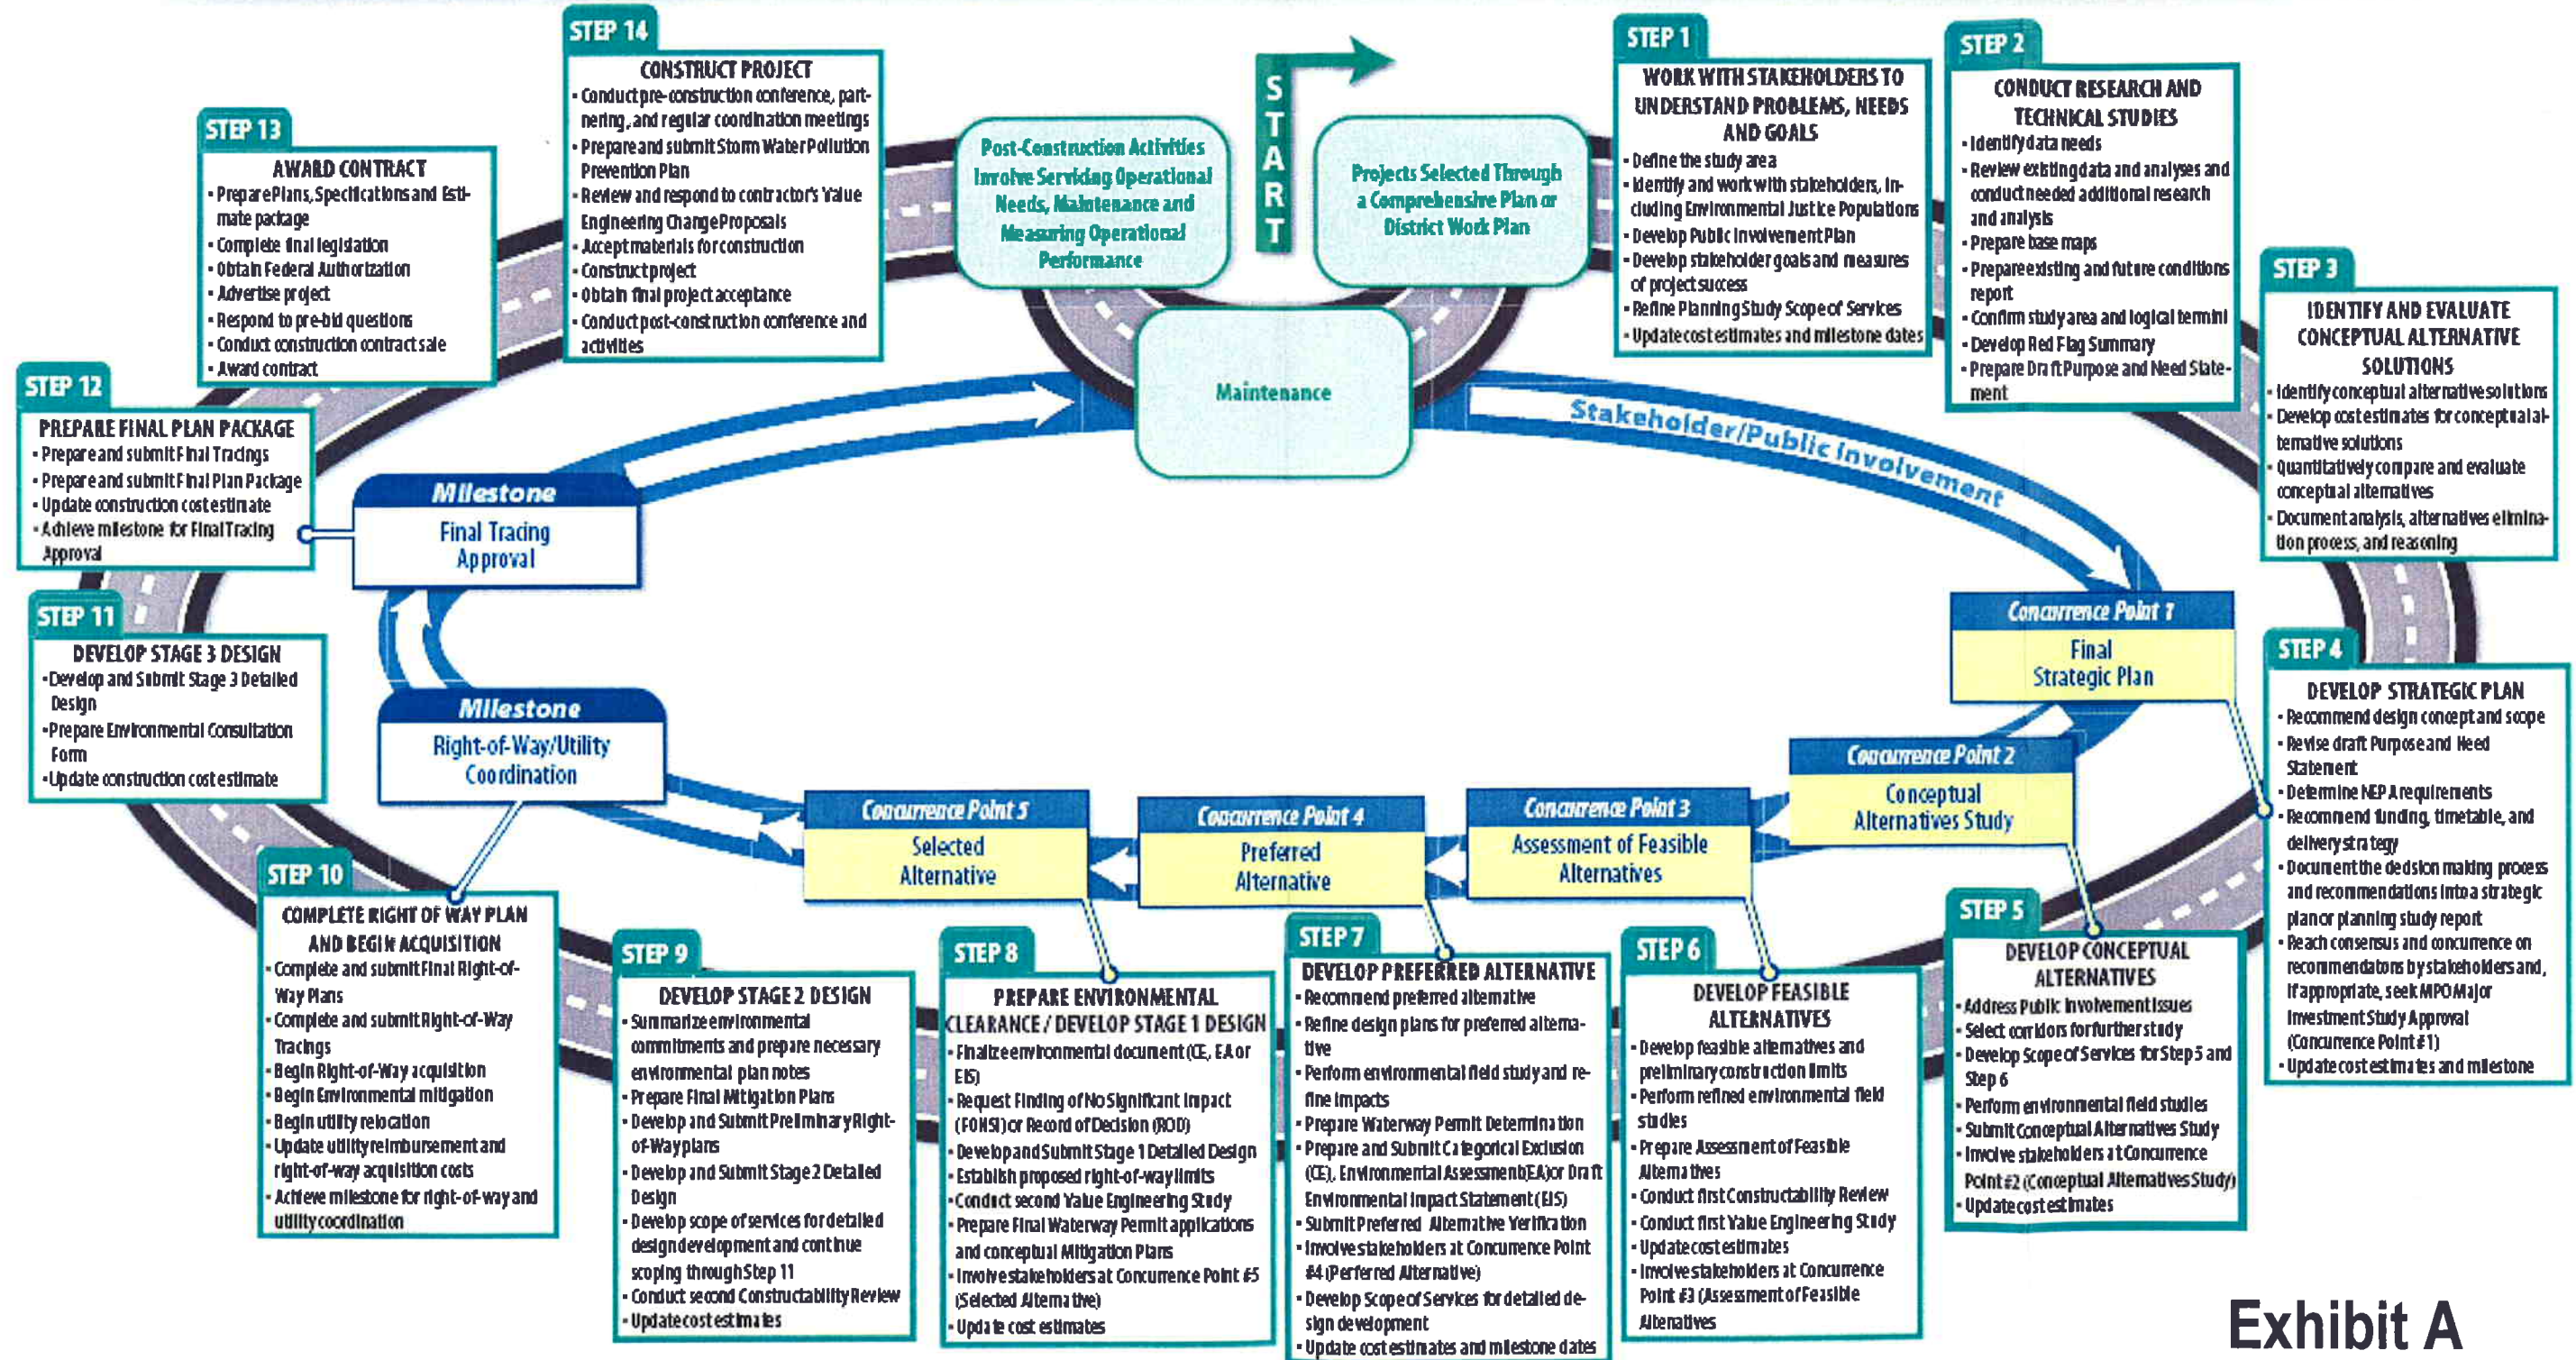 START
Projects Selected Through
a Comprehensive Plan or
District Work Plan
STEP 1
WORK WITH STAKEHOLDERS TO
UNDERSTAND PROBLEMS, NEEDS
AND GOALS
▪ Define the study area
▪ Identify and work with stakeholders, in-
cluding Environmental Justice Populations
▪ Develop Public Involvement Plan
▪ Develop stakeholder goals and measures
of project success
▪ Refine Planning Study Scope of Services
▪ Update cost estimates and milestone dates
STEP 2
CONDUCT RESEARCH AND
TECHNICAL STUDIES
▪ Identify data needs
▪ Review existing data and analyses and
conduct needed additional research
and analysis
▪ Prepare base maps
▪ Prepare existing and future conditions
report
▪ Confirm study area and logical termini
▪ Develop Red Flag Summary
▪ Prepare Draft Purpose and Need State-
ment
STEP 3
IDENTIFY AND EVALUATE
CONCEPTUAL ALTERNATIVE
SOLUTIONS
▪ Identify conceptual alternative solutions
▪ Develop cost estimates for conceptual al-
ternative solutions
▪ Quantitatively compare and evaluate
conceptual alternatives
▪ Document analysis, alternatives elimina-
tion process, and reasoning
STEP 4
DEVELOP STRATEGIC PLAN
▪ Recommend design concept and scope
▪ Revise draft Purpose and Need
Statement
▪ Determine NEPA requirements
▪ Recommend funding, timetable, and
delivery strategy
▪ Document the decision making process
and recommendations into a strategic
plan or planning study report
▪ Reach consensus and concurrence on
recommendatons by stakeholders and,
if appropriate, seek MPO Major
Investment Study Approval
(Concurrence Point #1)
▪ Update cost estimates and milestone
STEP 5
DEVELOP CONCEPTUAL
ALTERNATIVES
▪ Address Public Involvement Issues
▪ Select corridors for further study
▪ Develop Scope of Services for Step 5 and
Step 6
▪ Perform environmental field studies
▪ Submit Conceptual Alternatives Study
▪ Involve stakeholders at Concurrence
Point #2 (Conceptual Alternatives Study)
▪ Update cost estimates
STEP 6
DEVELOP FEASIBLE
ALTERNATIVES
▪ Develop feasible alternatives and
preliminary construction limits
▪ Perform refined environmental field
studies
▪ Prepare Assessment of Feasible
Alternatives
▪ Conduct first Constructability Review
▪ Conduct first Value Engineering Study
▪ Update cost estimates
▪ Involve stakeholders at Concurrence
Point #3 (Assessment of Feasible
Altenatives
STEP 7
DEVELOP PREFERRED ALTERNATIVE
▪ Recommend preferred alternative
▪ Refine design plans for preferred alterna-
tive
▪ Perform environmental field study and re-
fine impacts
▪ Prepare Waterway Permit Determination
▪ Prepare and Submit Categorical Exclusion
(CE), Environmental Assessment(EA)or Draft
Environmental Impact Statement (EIS)
▪ Submit Preferred Alternative Verification
▪ Involve stakeholders at Concurrence Point
#4 (Perferred Alternative)
▪ Develop Scope of Services for detailed de-
sign development
▪ Update cost estimates and milestone dates
STEP 8
PREPARE ENVIRONMENTAL
CLEARANCE / DEVELOP STAGE 1 DESIGN
▪ Finalize environmental document (CE, EA or
EIS)
▪ Request Finding of No Significant Impact
(FONSI) or Record of Decision (ROD)
▪ Develop and Submit Stage 1 Detailed Design
▪ Establish proposed right-of-way limits
▪ Conduct second Value Engineering Study
▪ Prepare Final Waterway Permit applications
and conceptual Mitigation Plans
▪ Involve stakeholders at Concurrence Point #5
(Selected Alternative)
▪ Update cost estimates
STEP 9
DEVELOP STAGE 2 DESIGN
▪ Summarize environmental
commitments and prepare necessary
environmental plan notes
▪ Prepare Final Mitigation Plans
▪ Develop and Submit Preliminary Right-
of-Way plans
▪ Develop and Submit Stage 2 Detailed
Design
▪ Develop scope of services for detailed
design development and continue
scoping through Step 11
▪ Conduct second Constructability Review
▪ Update cost estimates
STEP 10
COMPLETE RIGHT OF WAY PLAN
AND BEGIN ACQUISITION
▪ Complete and submit Final Right-of-
Way Plans
▪ Complete and submit Right-of-Way
Tracings
▪ Begin Right-of-Way acquisition
▪ Begin Environmental mitigation
▪ Begin utility relocation
▪ Update utility reimbursement and
right-of-way acquisition costs
▪ Achieve milestone for right-of-way and
utility coordination
STEP 11
DEVELOP STAGE 3 DESIGN
▪ Develop and Submit Stage 3 Detailed
Design
▪ Prepare Environmental Consultation
Form
▪ Update construction cost estimate
STEP 12
PREPARE FINAL PLAN PACKAGE
▪ Prepare and submit Final Tracings
▪ Prepare and submit Final Plan Package
▪ Update construction cost estimate
▪ Achieve milestone for Final Tracing
Approval
STEP 13
AWARD CONTRACT
▪ Prepare Plans, Specifications and Esti-
mate package
▪ Complete final legislation
▪ Obtain Federal Authorization
▪ Advertise project
▪ Respond to pre-bid questions
▪ Conduct construction contract sale
▪ Award contract
STEP 14
CONSTRUCT PROJECT
▪ Conduct pre-construction conference, part-
nering, and regular coordination meetings
▪ Prepare and submit Storm Water Pollution
Prevention Plan
▪ Review and respond to contractor's Value
Engineering Change Proposals
▪ Accept materials for construction
▪ Construct project
▪ Obtain final project acceptance
▪ Conduct post-construction conference and
activities
Post-Construction Activities
Involve Servicing Operational
Needs, Maintenance and
Measuring Operational
Performance
Maintenance
Stakeholder/Public Involvement
Concurrence Point 1
Final
Strategic Plan
Concurrence Point 2
Conceptual
Alternatives Study
Concurrence Point 3
Assessment of Feasible
Alternatives
Concurrence Point 4
Preferred
Alternative
Concurrence Point 5
Selected
Alternative
Milestone
Right-of-Way/Utility
Coordination
Milestone
Final Tracing
Approval
Exhibit A